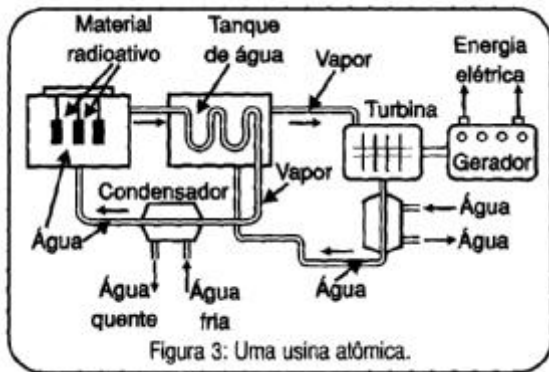 Material
radioativo
Tanque
de água
Vapor
Energia
elétrica
Turbina
Gerador
Vapor
Condensador
Água
Água
Água
Água
Água
Água
quente
Água
fria
Figura 3: Uma usina atômica.